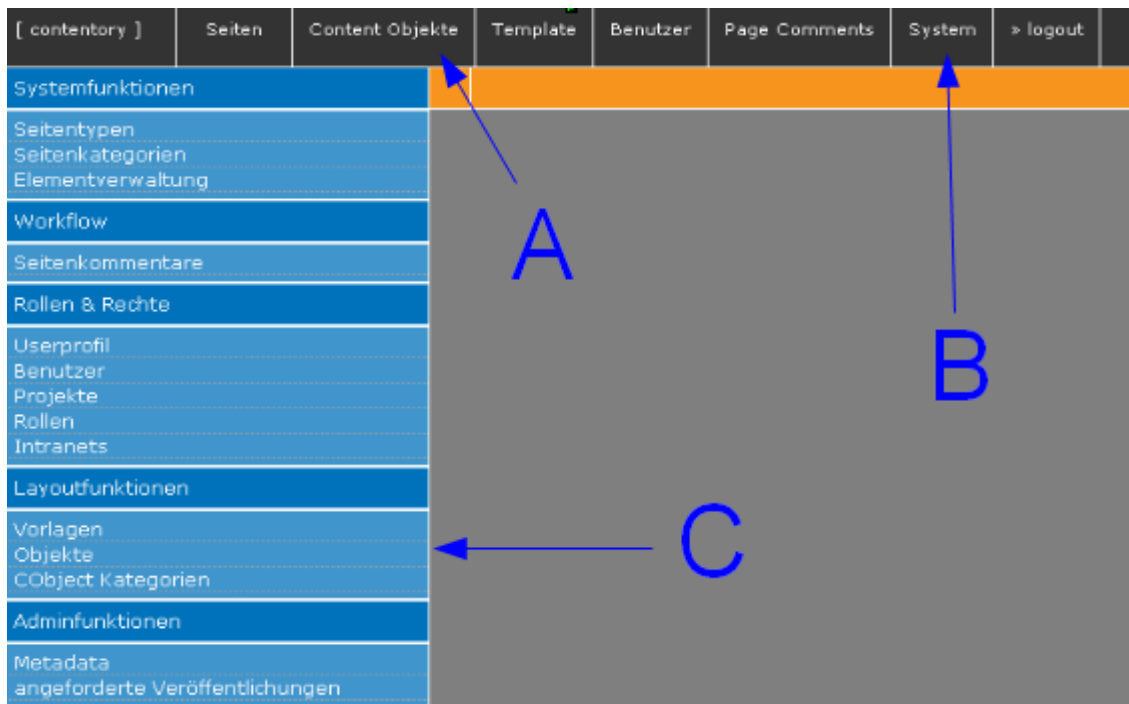 [ contentory ] Seiten Content Objekte Template Benutzer Page Comments System » logout
Systemfunktionen
Seitentypen
Seitenkategorien
Elementverwaltung
Workflow
Seitenkommentare
Rollen & Rechte
Userprofil
Benutzer
Projekte
Rollen
Intranets
Layoutfunktionen
Vorlagen
Objekte
CObject Kategorien
Adminfunktionen
Metadata
angeforderte Veröffentlichungen
A
B
C